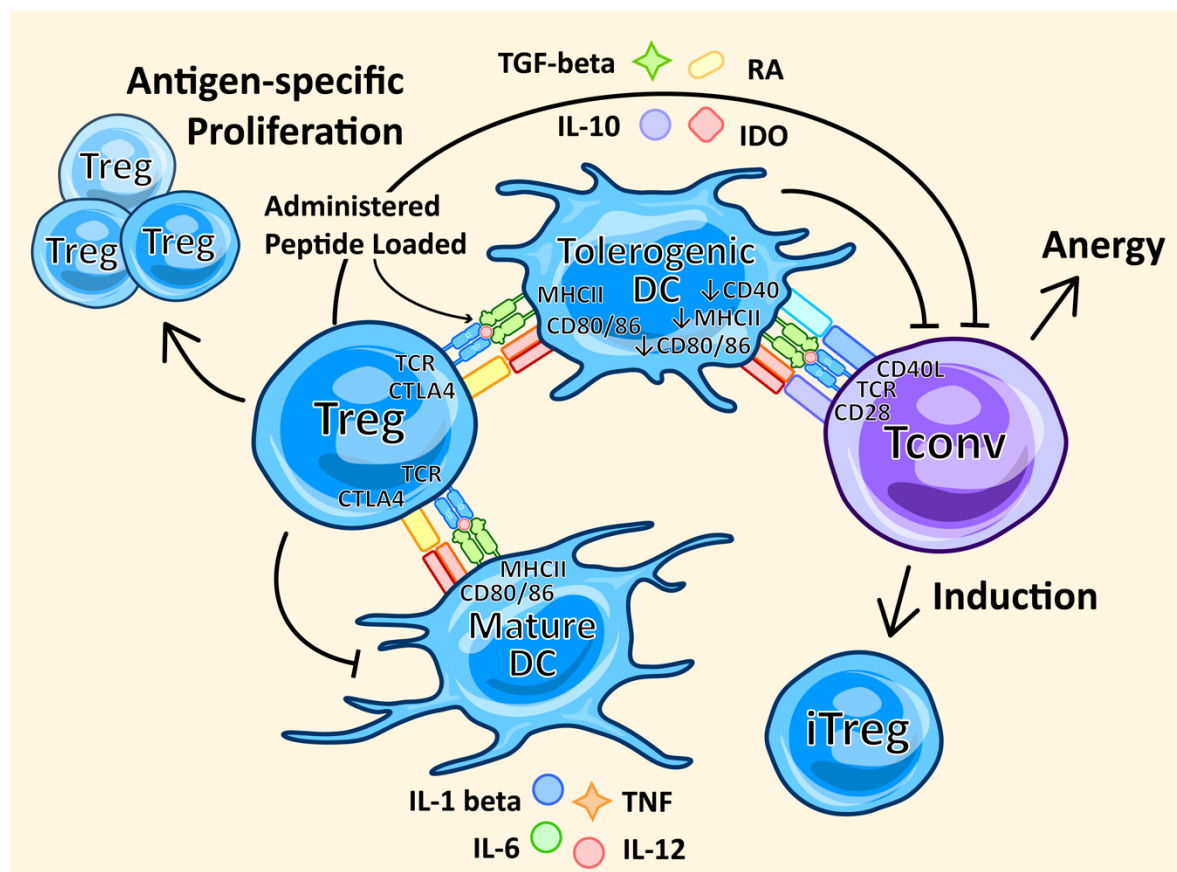 TGF-beta
RA
IL-10
IDO
Antigen-specific
Proliferation
Treg
Treg
Treg
Administered
Peptide Loaded
Tolerogenic
DC
MHCII
CD80/86
↓CD40
↓MHCII
↓CD80/86
Anergy
TCR
CTLA4
Treg
TCR
CTLA4
CD40L
TCR
CD28
Tconv
MHCII
CD80/86
Mature
DC
Induction
iTreg
IL-1 beta
TNF
IL-6
IL-12